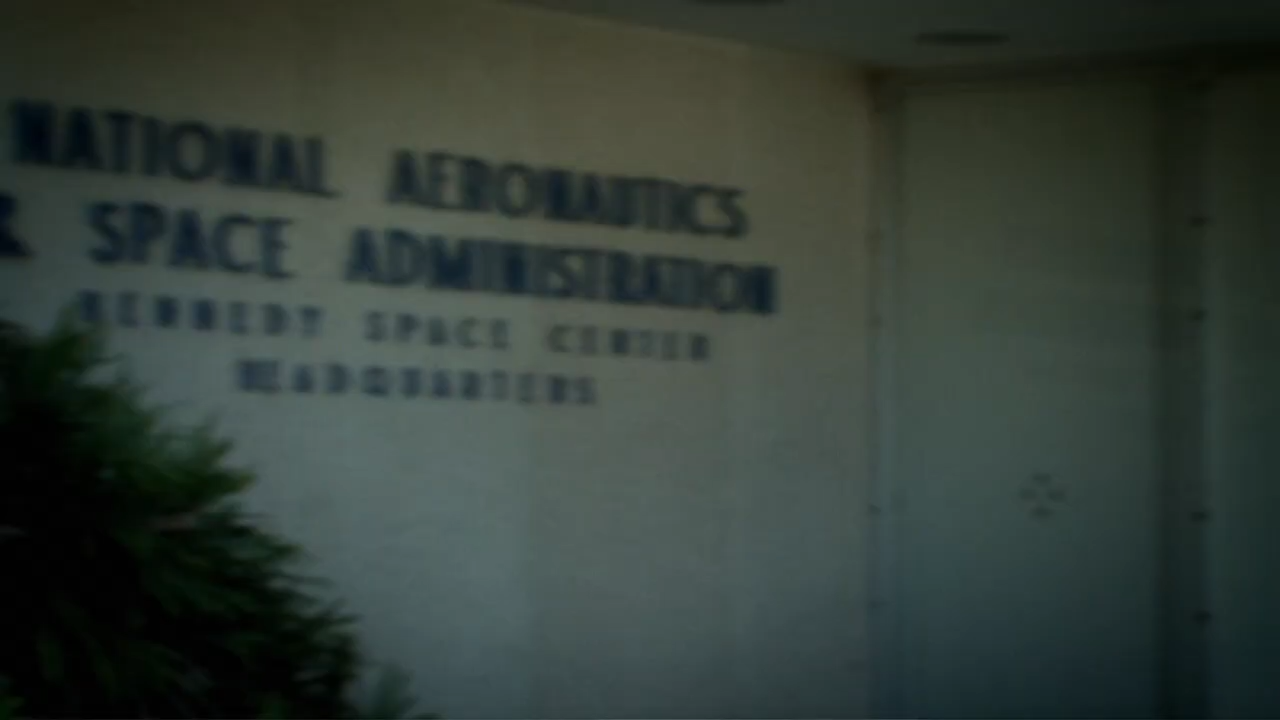 NATIONAL AERONAUTICS
& SPACE ADMINISTRATION
KENNEDY SPACE CENTER
HEADQUARTERS